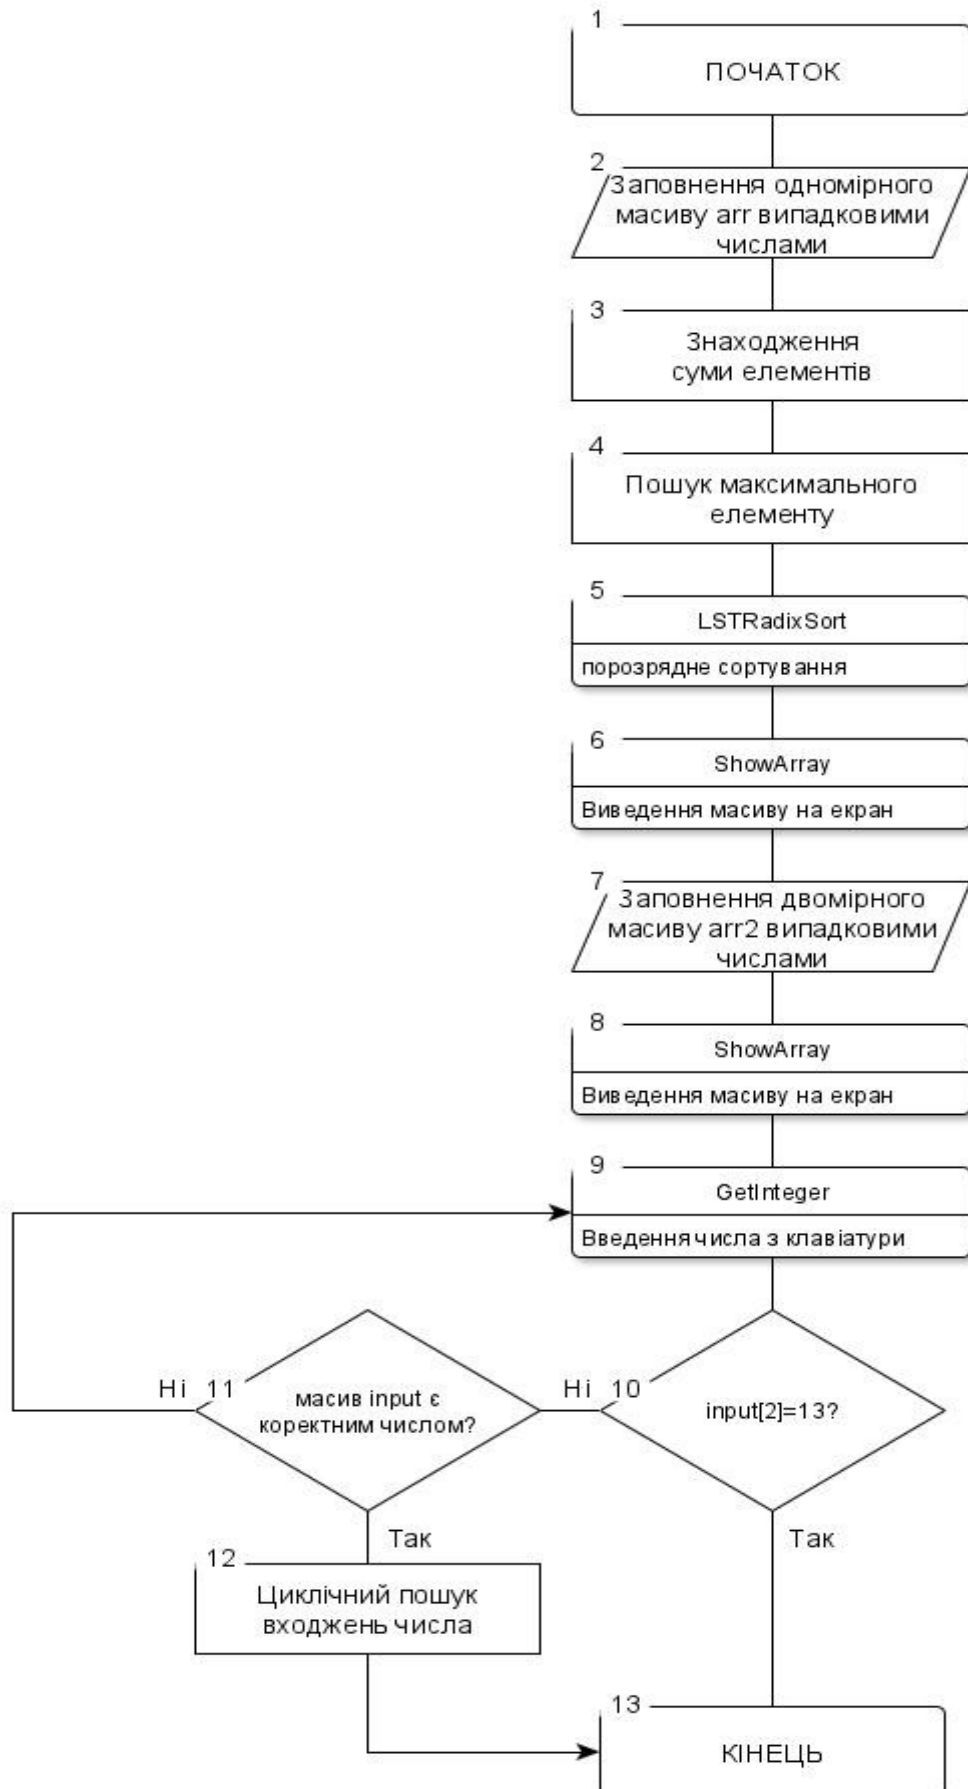 1
ПОЧАТОК
2
Заповнення одномірного
масиву arr випадковими
числами
3
Знаходження
суми елементів
4
Пошук максимального
елементу
5
LSTRadixSort
порозрядне сортування
6
ShowArray
Виведення масиву на екран
7
Заповнення двомірного
масиву arr2 випадковими
числами
8
ShowArray
Виведення масиву на екран
9
GetInteger
Введення числа з клавіатури
Ні 11
масив input є
коректним числом?
Ні 10
input[2]=13?
Так
Так
12
Циклічний пошук
входжень числа
13
КІНЕЦЬ